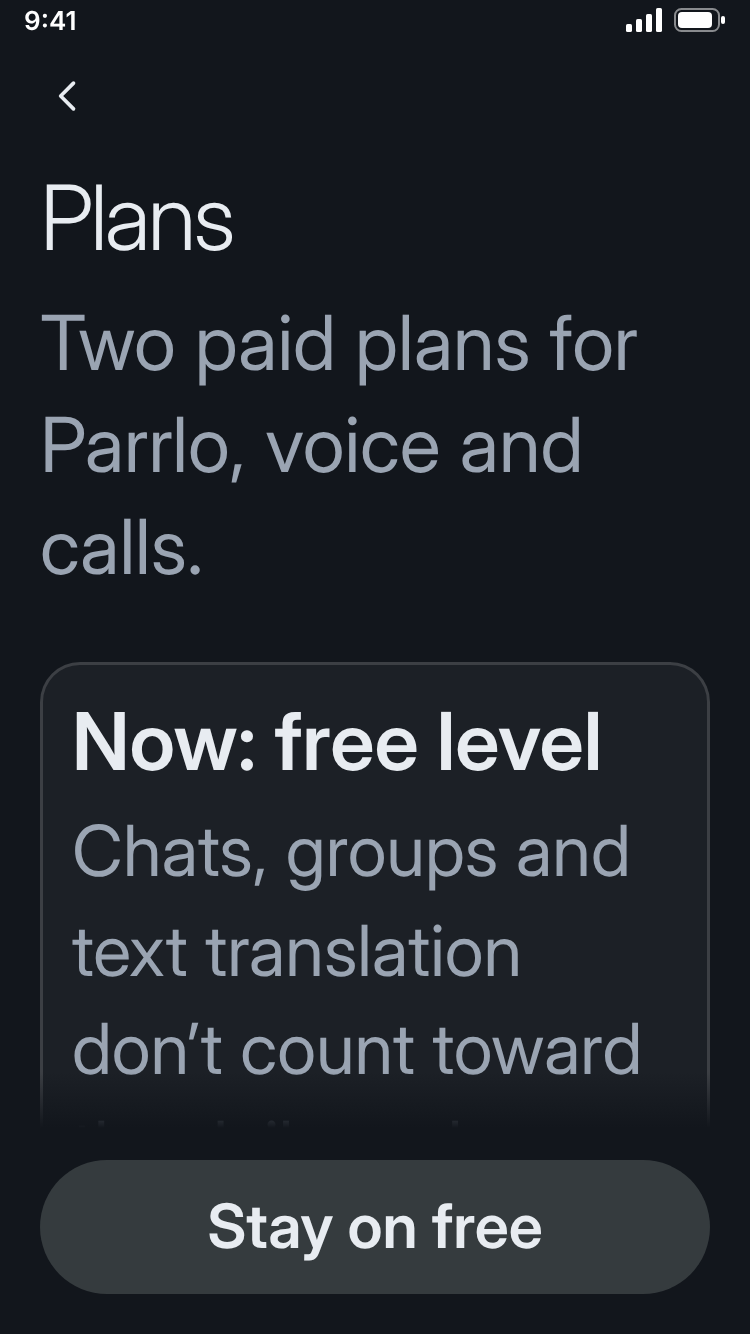 9:41
Plans
Two paid plans for
Parrlo, voice and
calls.
Now: free level
Chats, groups and
text translation
don’t count toward
Stay on free